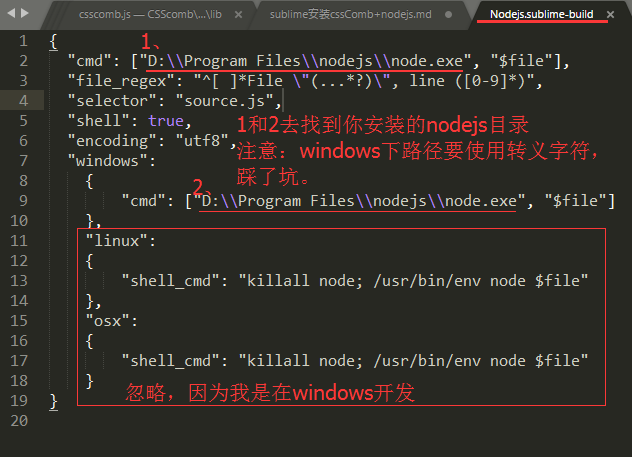 csscomb.js — CSScomb\...\lib
sublime安装cssComb+nodejs.md
Nodejs.sublime-build
1、
1 {
2 "cmd": ["D:\\Program Files\\nodejs\\node.exe", "$file"],
3 "file_regex": "^[ ]*File \"(...*?)\", line ([0-9]*)",
4 "selector": "source.js",
5 "shell": true,
6 "encoding": "utf8",
7 "windows":
1和2去找到你安装的nodejs目录
注意：windows下路径要使用转义字符，
踩了坑。
8 {
2、
9 "cmd": ["D:\\Program Files\\nodejs\\node.exe", "$file"]
10 },
11 "linux":
12 {
13 "shell_cmd": "killall node; /usr/bin/env node $file"
14 },
15 "osx":
16 {
17 "shell_cmd": "killall node; /usr/bin/env node $file"
18 }
忽略，因为我是在windows开发
19 }
20